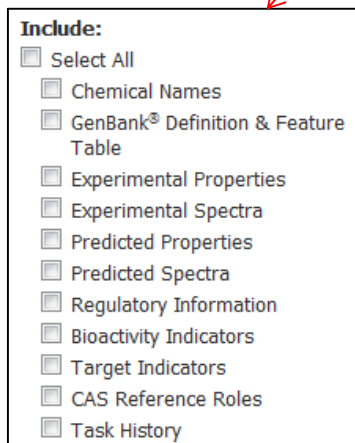 Include:
Select All
Chemical Names
GenBank® Definition & Feature
Table
Experimental Properties
Experimental Spectra
Predicted Properties
Predicted Spectra
Regulatory Information
Bioactivity Indicators
Target Indicators
CAS Reference Roles
Task History